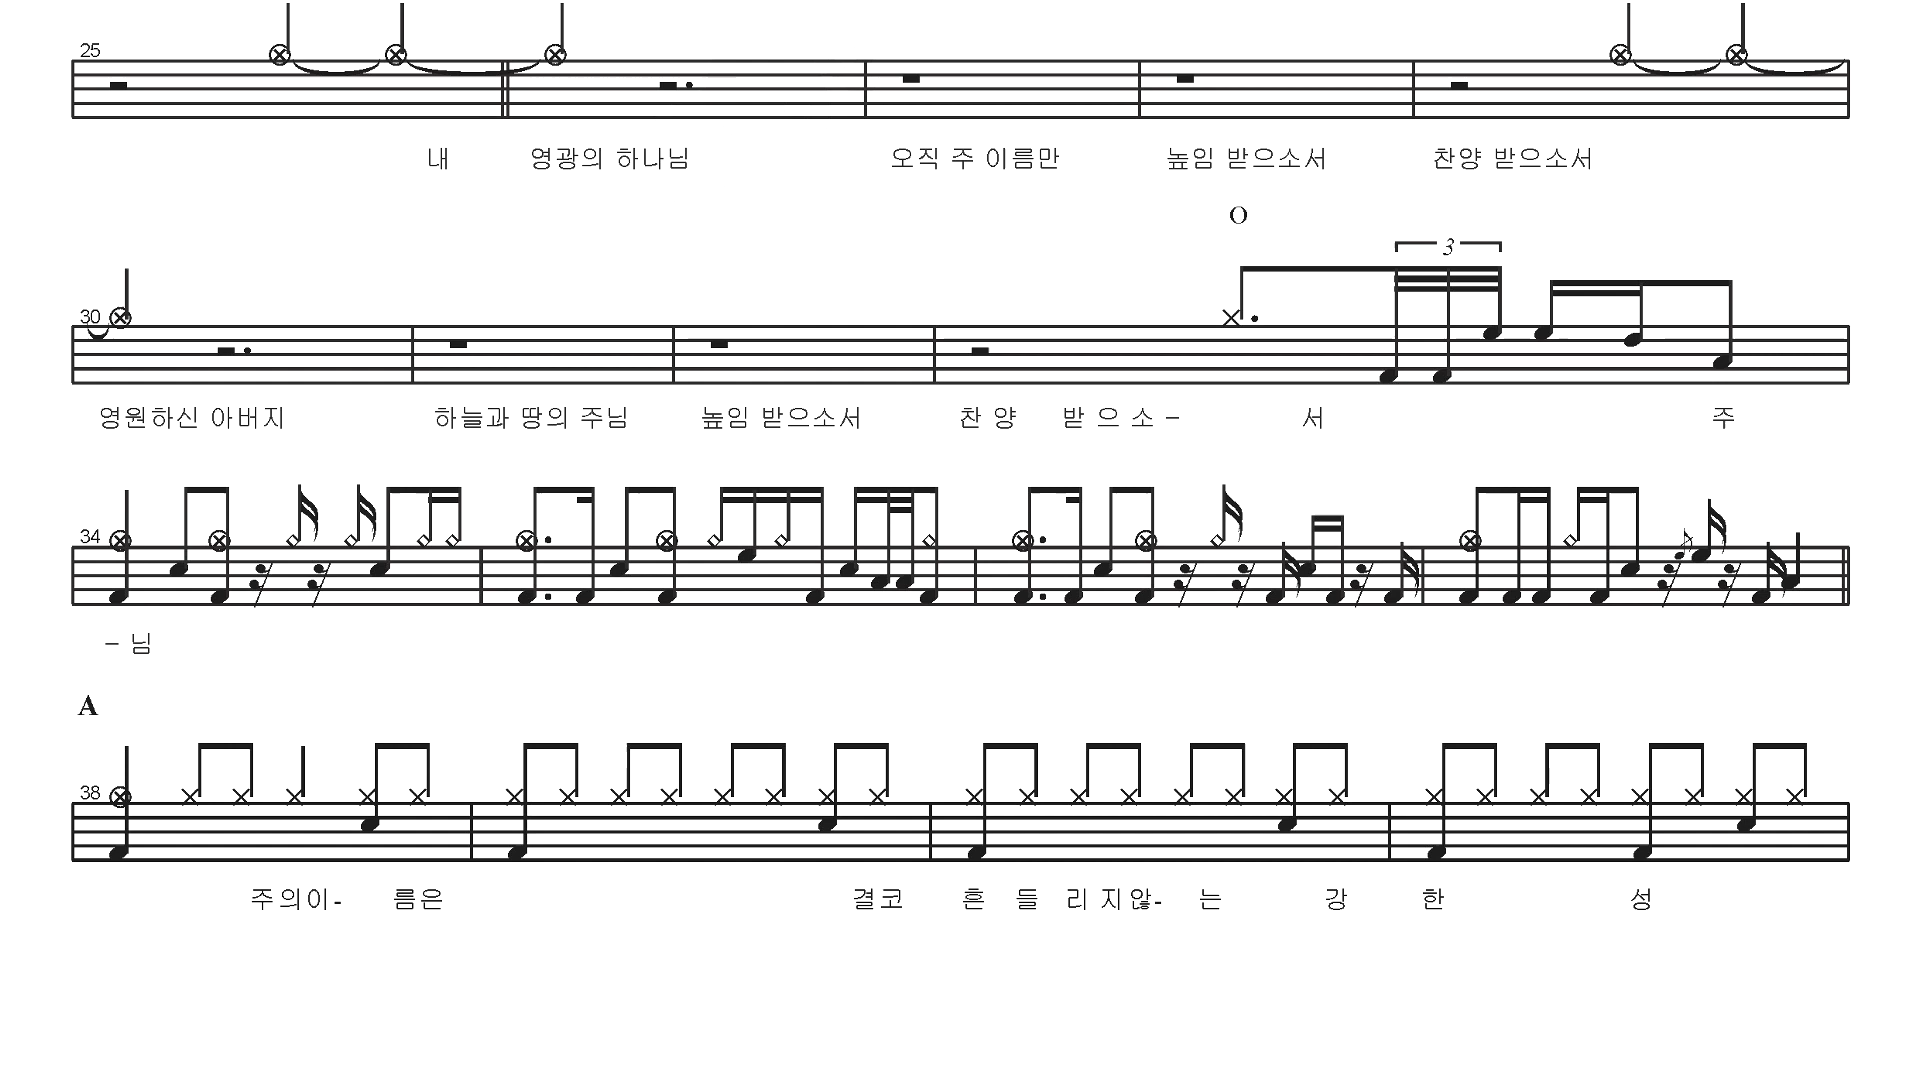 25
내 영광의 하나님 오직 주 이름만 높임 받으소서 찬양 받으소서
O
3
30
영원하신 아버지 하늘과 땅의 주님 높임 받으소서 찬 양 받 으 소 - 서 주
34
- 님
A
38
주의이- 름은 결코 흔 들 리 지않- 는 강 한 성